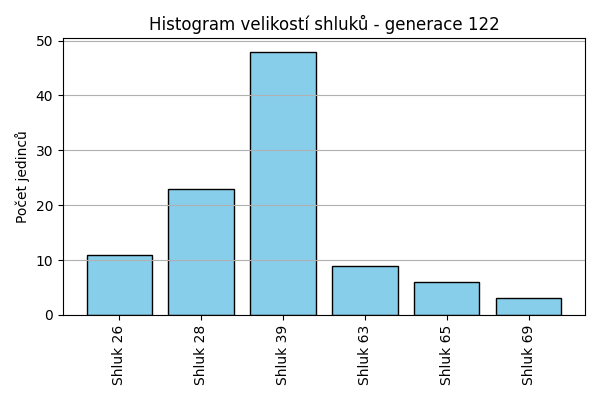 Histogram velikostí shluků - generace 122
Počet jedinců
50
40
30
20
10
0
Shluk 26
Shluk 28
Shluk 39
Shluk 63
Shluk 65
Shluk 69